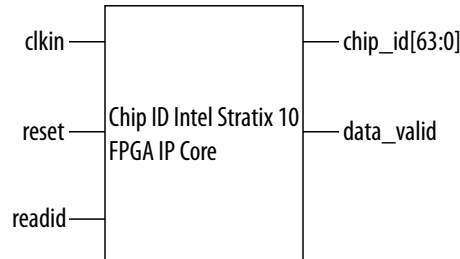 clkin
chip_id[63:0]
Chip ID Intel Stratix 10
FPGA IP Core
reset
data_valid
readid